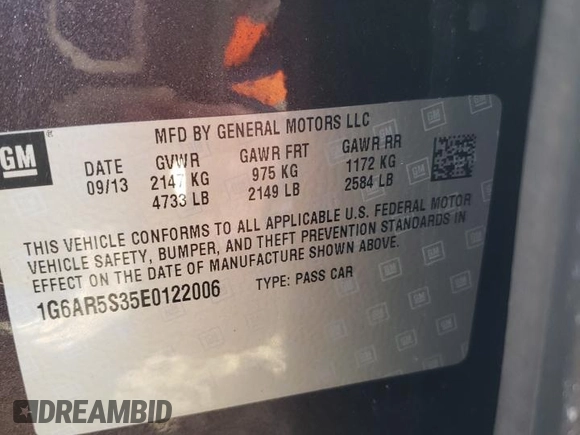 GM ®
MFD BY GENERAL MOTORS LLC
DATE GVWR GAWR FRT GAWR RR
09/13 2147 KG 975 KG 1172 KG
4733 LB 2149 LB 2584 LB
THIS VEHICLE CONFORMS TO ALL APPLICABLE U.S. FEDERAL MOTOR
VEHICLE SAFETY, BUMPER, AND THEFT PREVENTION STANDARDS IN
EFFECT ON THE DATE OF MANUFACTURE SHOWN ABOVE.
1G6AR5S35E0122006 TYPE: PASS CAR
DREAMBID